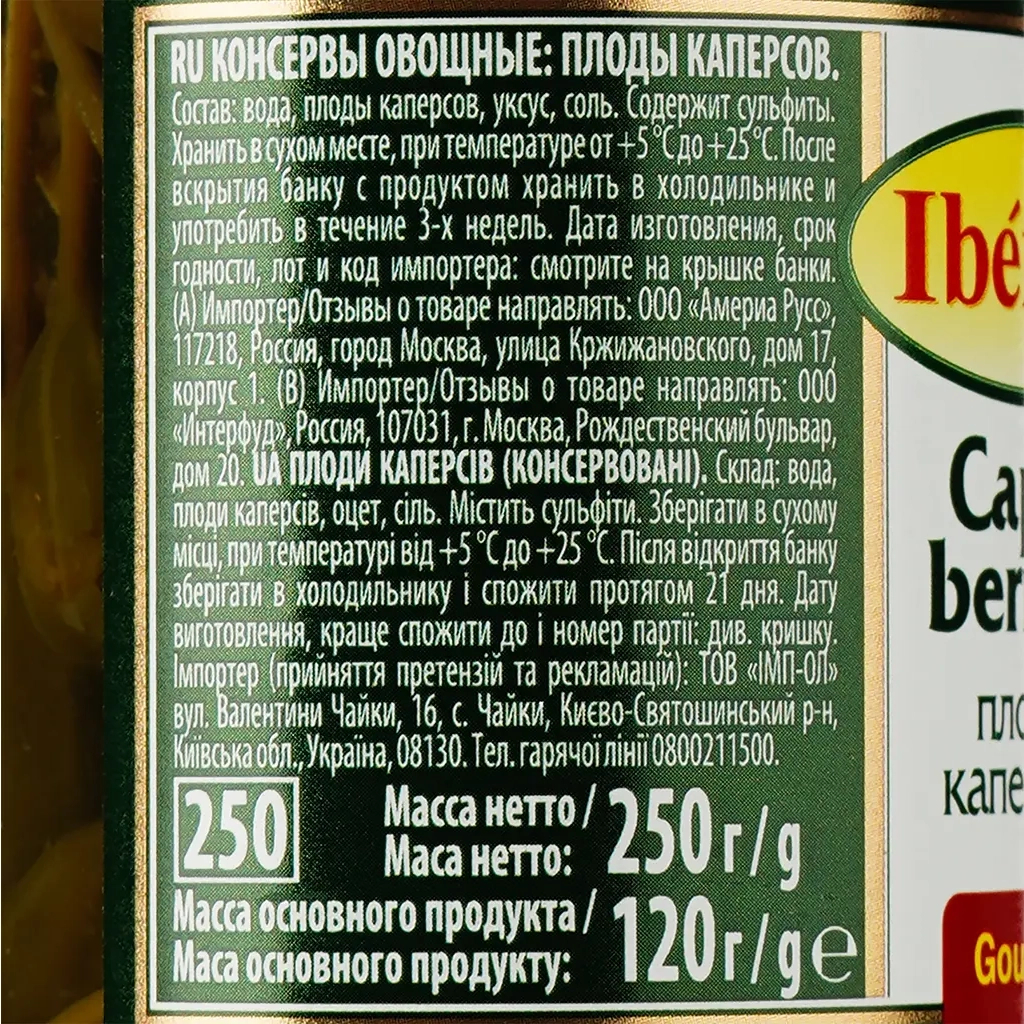 RU КОНСЕРВЫ ОВОЩНЫЕ: ПЛОДЫ КАПЕРСОВ.
Состав: вода, плоды каперсов, уксус, соль. Содержит сульфиты.
Хранить в сухом месте, при температуре от +5 °C до +25 °C. После
вскрытия банку с продуктом хранить в холодильнике и
употребить в течение 3-х недель. Дата изготовления, срок
годности, лот и код импортера: смотрите на крышке банки.
(A) Импортер/Отзывы о товаре направлять: ООО «Америа Русс»,
117218, Россия, город Москва, улица Кржижановского, дом 17,
корпус 1. (B) Импортер/Отзывы о товаре направлять: ООО
«Интерфуд», Россия, 107031, г. Москва, Рождественский бульвар,
дом 20. UA ПЛОДИ КАПЕРСІВ (КОНСЕРВОВАНІ). Склад: вода,
плоди каперсів, оцет, сіль. Містить сульфіти. Зберігати в сухому
місці, при температурі від +5 °C до +25 °C. Після відкриття банку
зберігати в холодильнику і спожити протягом 21 дня. Дату
виготовлення, краще спожити до і номер партії: див. кришку.
Імпортер (прийняття претензій та рекламацій): ТОВ «ІМП-ОЛ»
вул. Валентини Чайки, 16, с. Чайки, Києво-Святошинський р-н,
Київська обл., Україна, 08130. Тел. гарячої лінії 0800211500.
250
Масса нетто /
Маса нетто: 250 г / g
Масса основного продукта /
Маса основного продукту: 120 г / g e
Ibé
Ca
ber
пло
капе
Gou